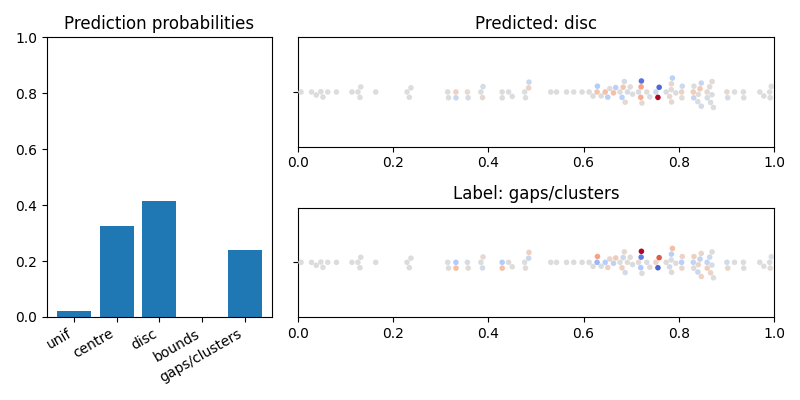 Prediction probabilities
1.0
0.8
0.6
0.4
0.2
0.0
unif
centre
disc
bounds
gaps/clusters
Predicted: disc
0.0 0.2 0.4 0.6 0.8 1.0
Label: gaps/clusters
0.0 0.2 0.4 0.6 0.8 1.0